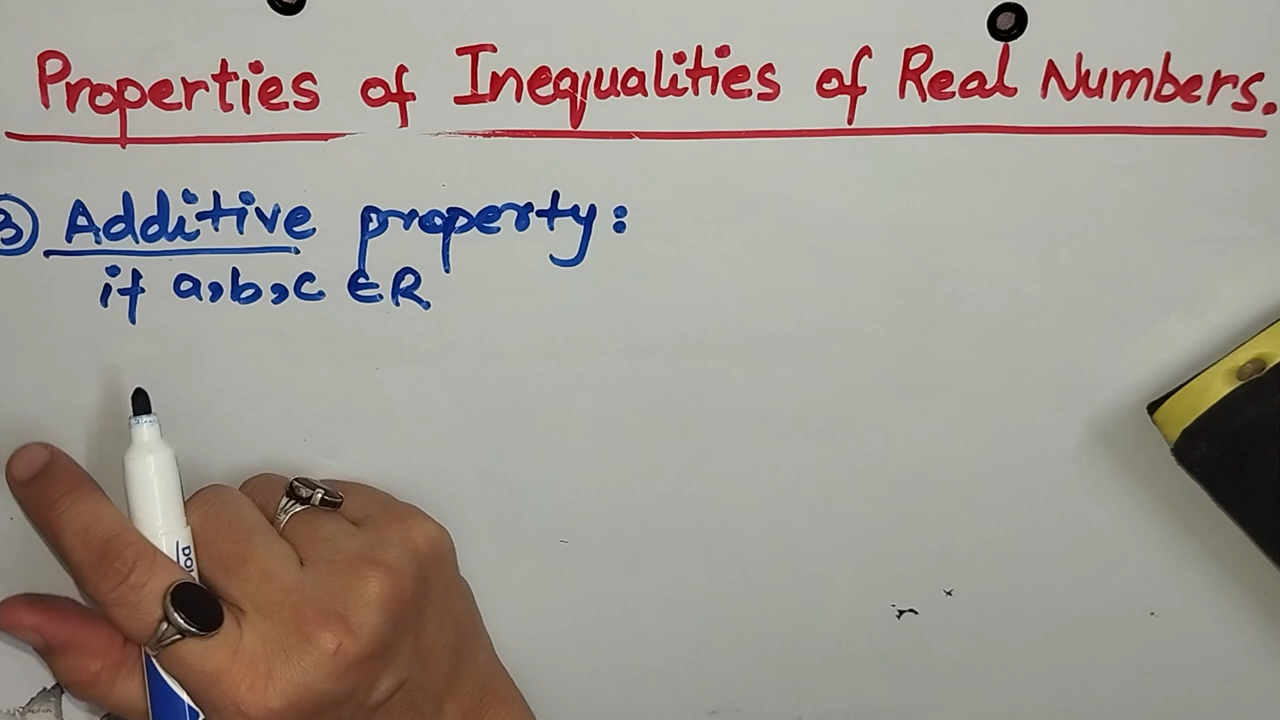 Properties of Inequalities of Real Numbers.
③ Additive property:
if a,b,c ∈R